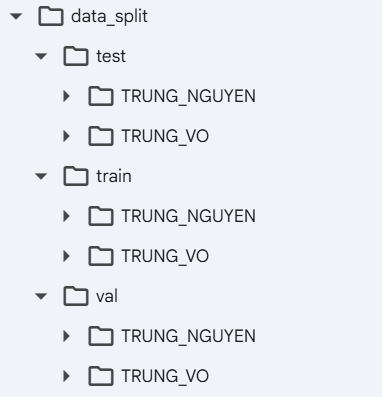 data_split
test
TRUNG_NGUYEN
TRUNG_VO
train
TRUNG_NGUYEN
TRUNG_VO
val
TRUNG_NGUYEN
TRUNG_VO